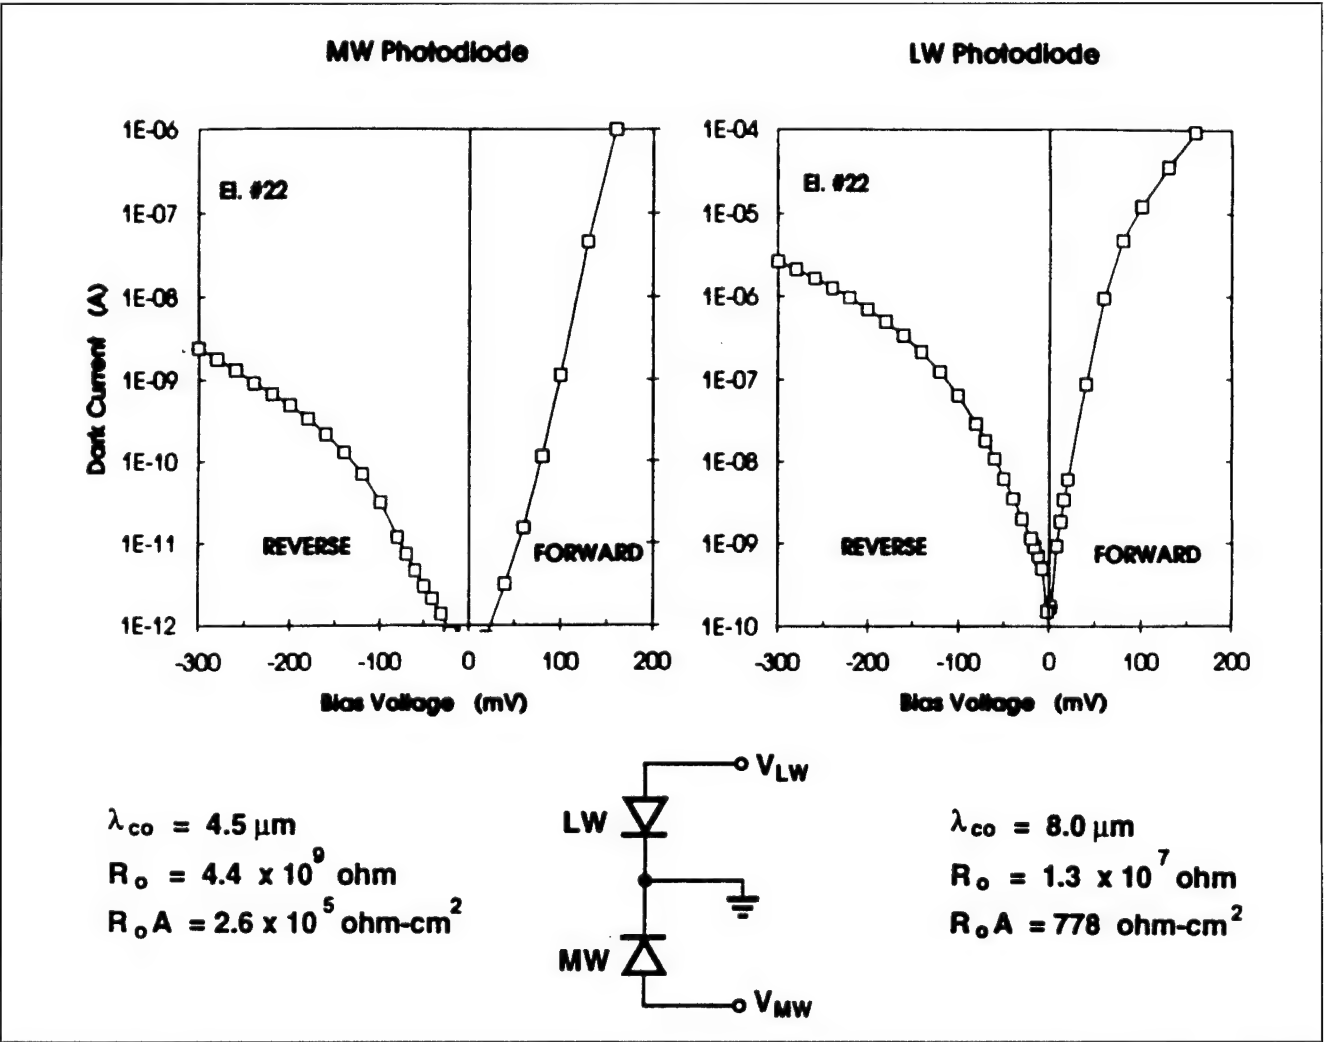 MW Photodiode
LW Photodiode
1E-06
1E-07
1E-08
1E-09
1E-10
1E-11
1E-12
Dark Current (A)
El. #22
REVERSE
FORWARD
-300 -200 -100 0 100 200
Bias Voltage (mV)
1E-04
1E-05
1E-06
1E-07
1E-08
1E-09
1E-10
El. #22
REVERSE
FORWARD
-300 -200 -100 0 100 200
Bias Voltage (mV)
λco = 4.5 μm
Ro = 4.4 x 10^9 ohm
RoA = 2.6 x 10^5 ohm-cm^2
VLW
LW
MW
VMW
λco = 8.0 μm
Ro = 1.3 x 10^7 ohm
RoA = 778 ohm-cm^2